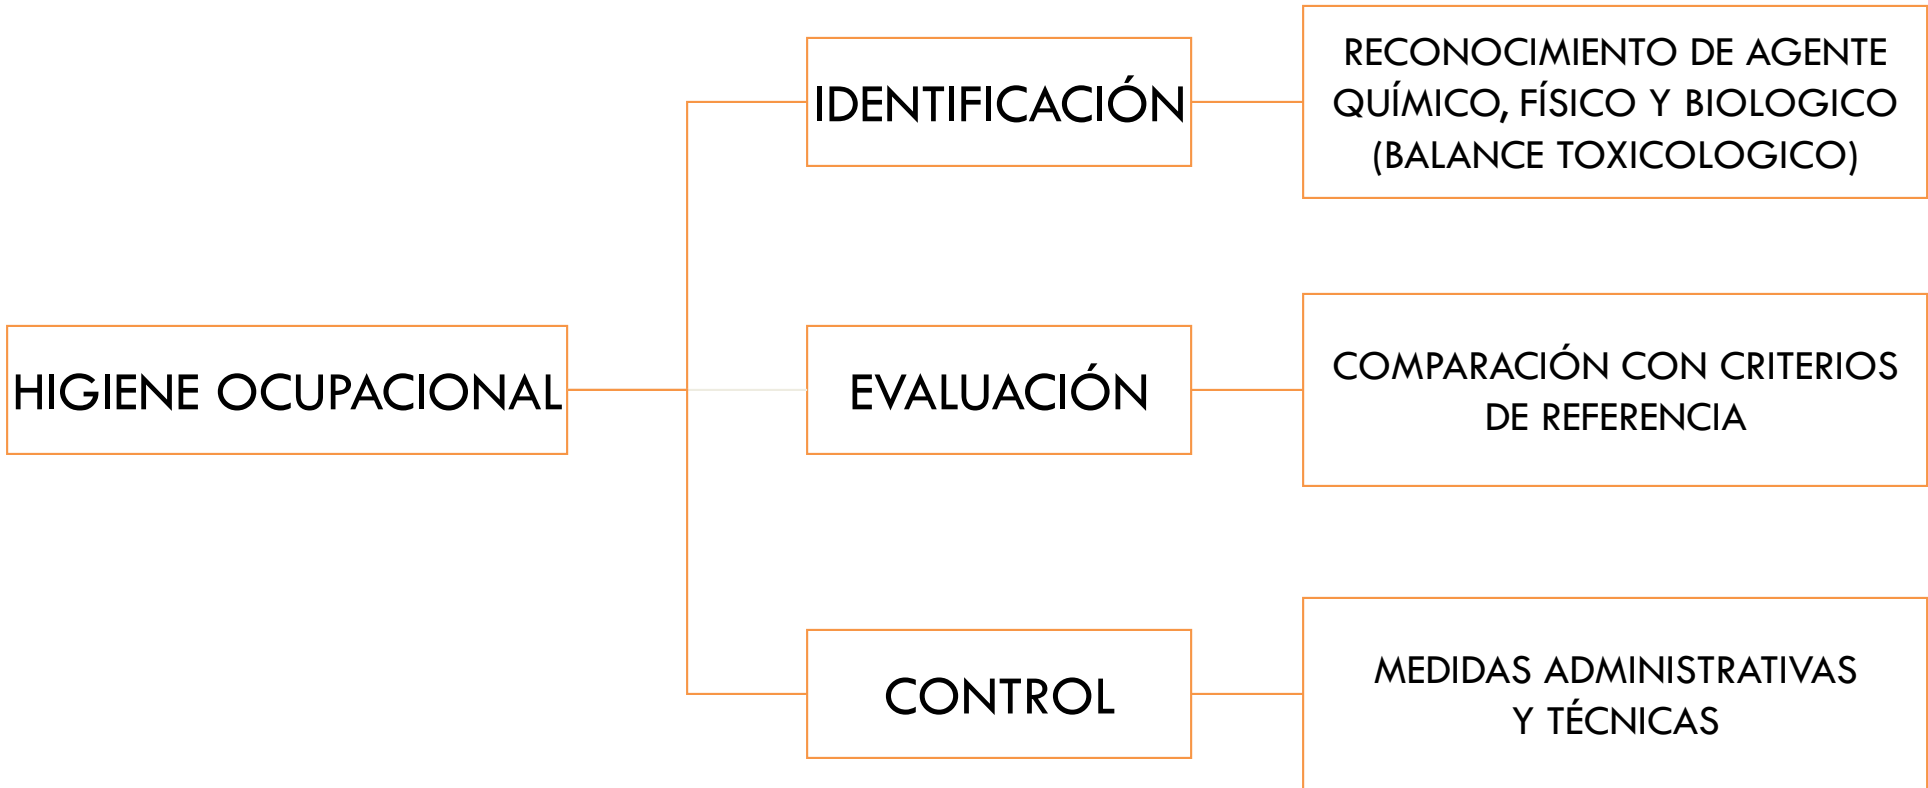 HIGIENE OCUPACIONAL
IDENTIFICACIÓN
RECONOCIMIENTO DE AGENTE
QUÍMICO, FÍSICO Y BIOLOGICO
(BALANCE TOXICOLOGICO)
EVALUACIÓN
COMPARACIÓN CON CRITERIOS
DE REFERENCIA
CONTROL
MEDIDAS ADMINISTRATIVAS
Y TÉCNICAS